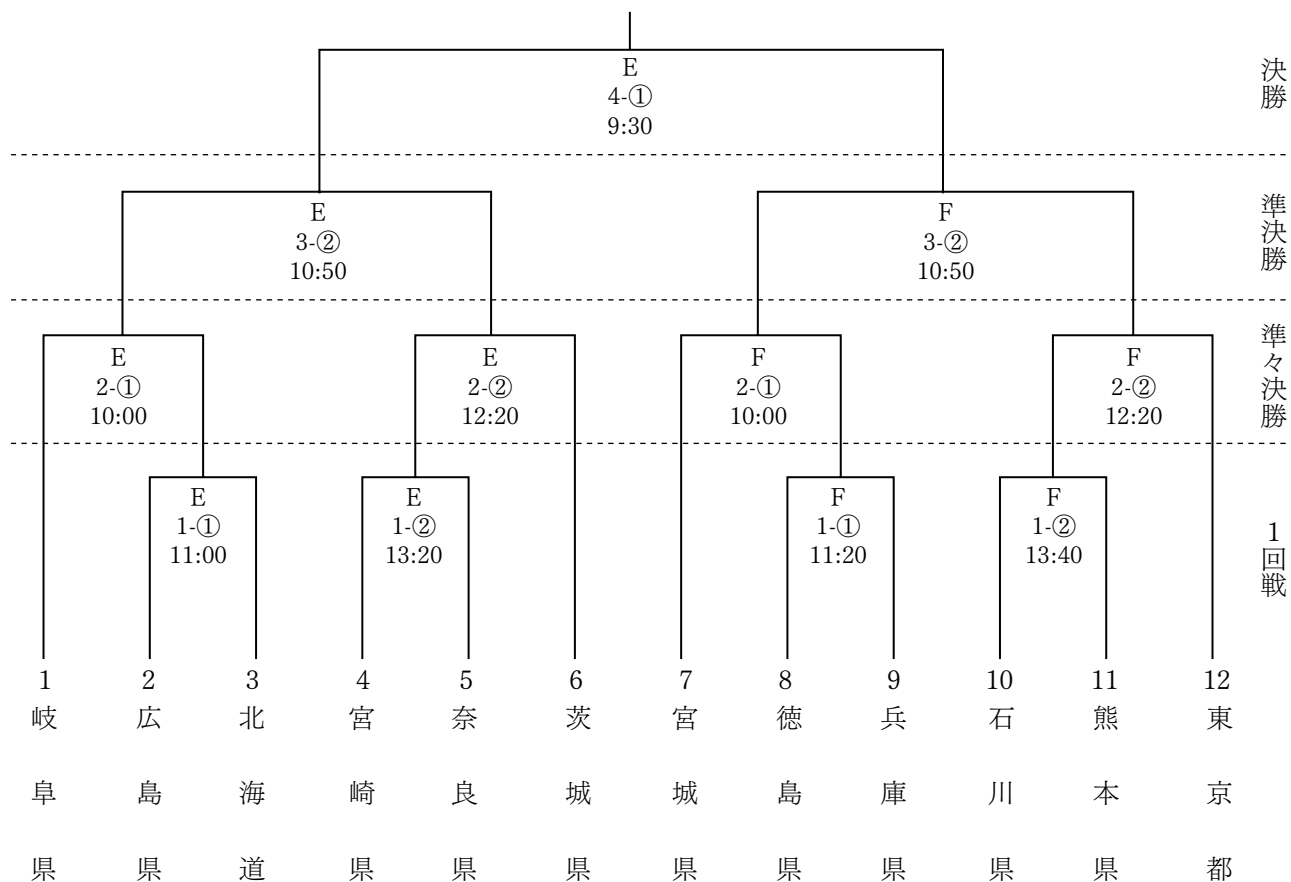 E
4-①
9:30
決勝
E
3-②
10:50
F
3-②
10:50
準決勝
E
2-①
10:00
E
2-②
12:20
F
2-①
10:00
F
2-②
12:20
準々決勝
E
1-①
11:00
E
1-②
13:20
F
1-①
11:20
F
1-②
13:40
1回戦
1
岐阜県
2
広島県
3
北海道
4
宮崎県
5
奈良県
6
茨城県
7
宮城県
8
徳島県
9
兵庫県
10
石川県
11
熊本県
12
東京都